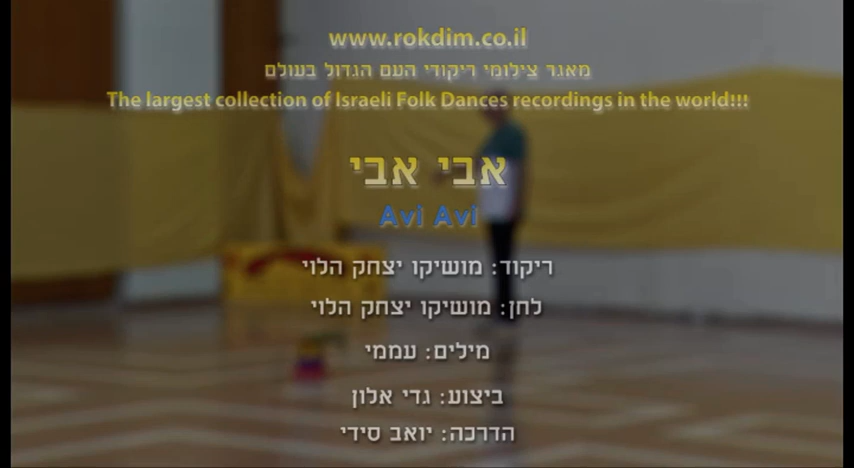 www.rokdim.co.il
מאגר צילומי ריקודי העם הגדול בעולם
The largest collection of Israeli Folk Dances recordings in the world!!!
אבי אבי
Avi Avi
ריקוד: מושיקו יצחק הלוי
לחן: מושיקו יצחק הלוי
מילים: עממי
ביצוע: גדי אלון
הדרכה: יואב סידי